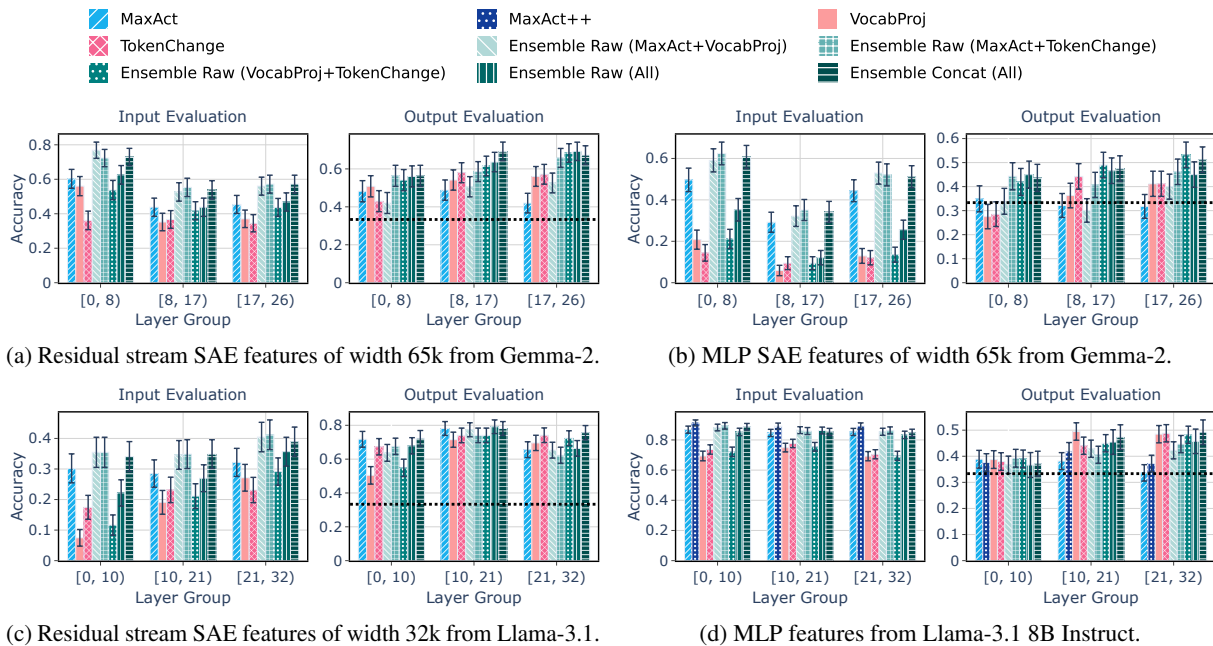 MaxAct
MaxAct++
VocabProj
TokenChange
Ensemble Raw (MaxAct+VocabProj)
Ensemble Raw (MaxAct+TokenChange)
Ensemble Raw (VocabProj+TokenChange)
Ensemble Raw (All)
Ensemble Concat (All)
Input Evaluation
Accuracy
0.8
0.6
0.4
0.2
0
[0, 8)
[8, 17)
[17, 26)
Layer Group
Output Evaluation
0.8
0.6
0.4
0.2
0
[0, 8)
[8, 17)
[17, 26)
Layer Group
(a) Residual stream SAE features of width 65k from Gemma-2.
Input Evaluation
Accuracy
0.6
0.4
0.2
0
[0, 8)
[8, 17)
[17, 26)
Layer Group
Output Evaluation
0.6
0.5
0.4
0.3
0.2
0.1
0
[0, 8)
[8, 17)
[17, 26)
Layer Group
(b) MLP SAE features of width 65k from Gemma-2.
Input Evaluation
Accuracy
0.4
0.3
0.2
0.1
0
[0, 10)
[10, 21)
[21, 32)
Layer Group
Output Evaluation
0.8
0.6
0.4
0.2
0
[0, 10)
[10, 21)
[21, 32)
Layer Group
(c) Residual stream SAE features of width 32k from Llama-3.1.
Input Evaluation
Accuracy
0.8
0.6
0.4
0.2
0
[0, 10)
[10, 21)
[21, 32)
Layer Group
Output Evaluation
0.5
0.4
0.3
0.2
0.1
0
[0, 10)
[10, 21)
[21, 32)
Layer Group
(d) MLP features from Llama-3.1 8B Instruct.